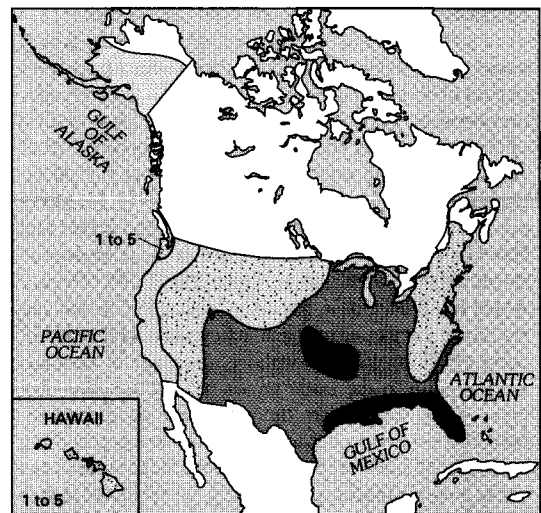 GULF
OF
ALASKA
1 to 5
PACIFIC
OCEAN
ATLANTIC
OCEAN
HAWAII
GULF OF
MEXICO
1 to 5